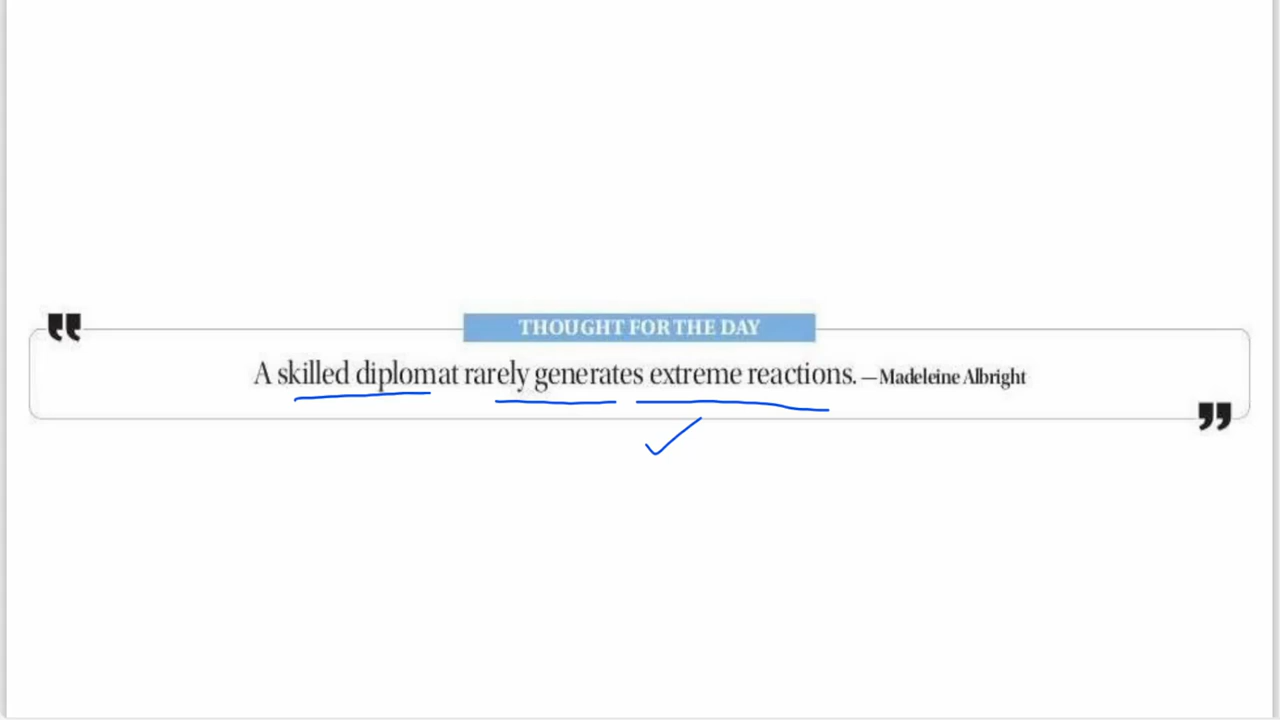 THOUGHT FOR THE DAY
"
A skilled diplomat rarely generates extreme reactions. — Madeleine Albright
"